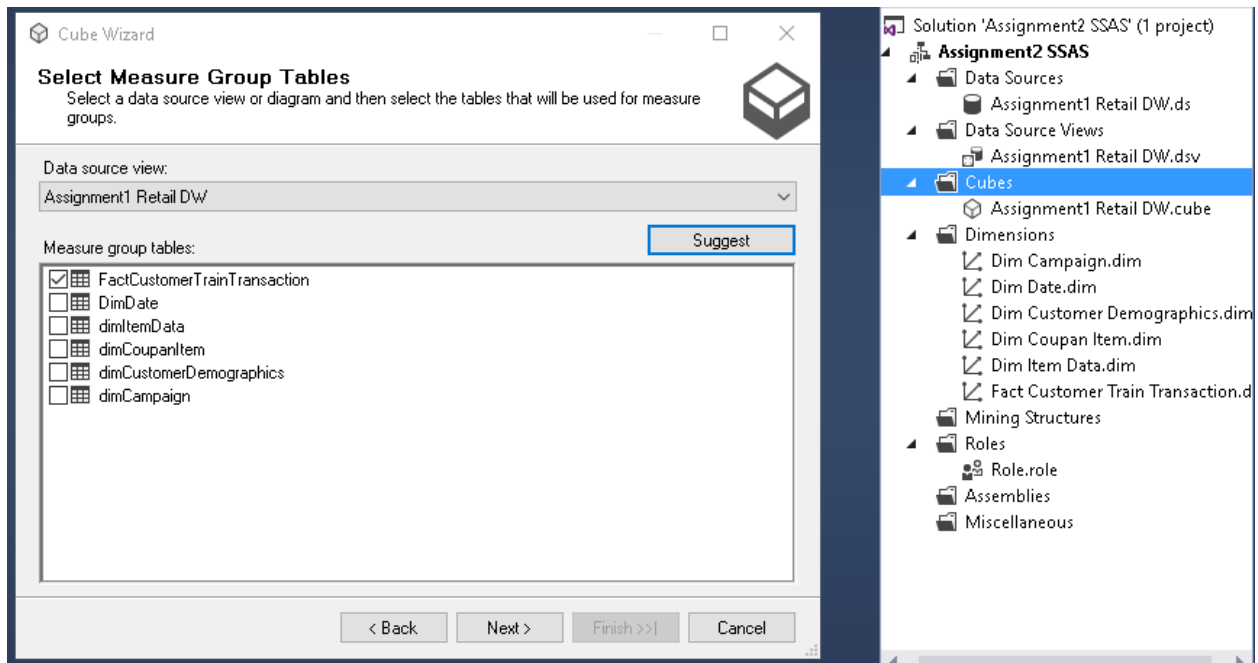 Cube Wizard
Select Measure Group Tables
Select a data source view or diagram and then select the tables that will be used for measure
groups.
Data source view:
Assignment1 Retail DW
Suggest
Measure group tables:
FactCustomerTrainTransaction
DimDate
dimItemData
dimCoupanItem
dimCustomerDemographics
dimCampaign
< Back
Next >
Finish >>|
Cancel
Solution 'Assignment2 SSAS' (1 project)
Assignment2 SSAS
Data Sources
Assignment1 Retail DW.ds
Data Source Views
Assignment1 Retail DW.dsv
Cubes
Assignment1 Retail DW.cube
Dimensions
Dim Campaign.dim
Dim Date.dim
Dim Customer Demographics.dim
Dim Coupan Item.dim
Dim Item Data.dim
Fact Customer Train Transaction.d
Mining Structures
Roles
Role.role
Assemblies
Miscellaneous